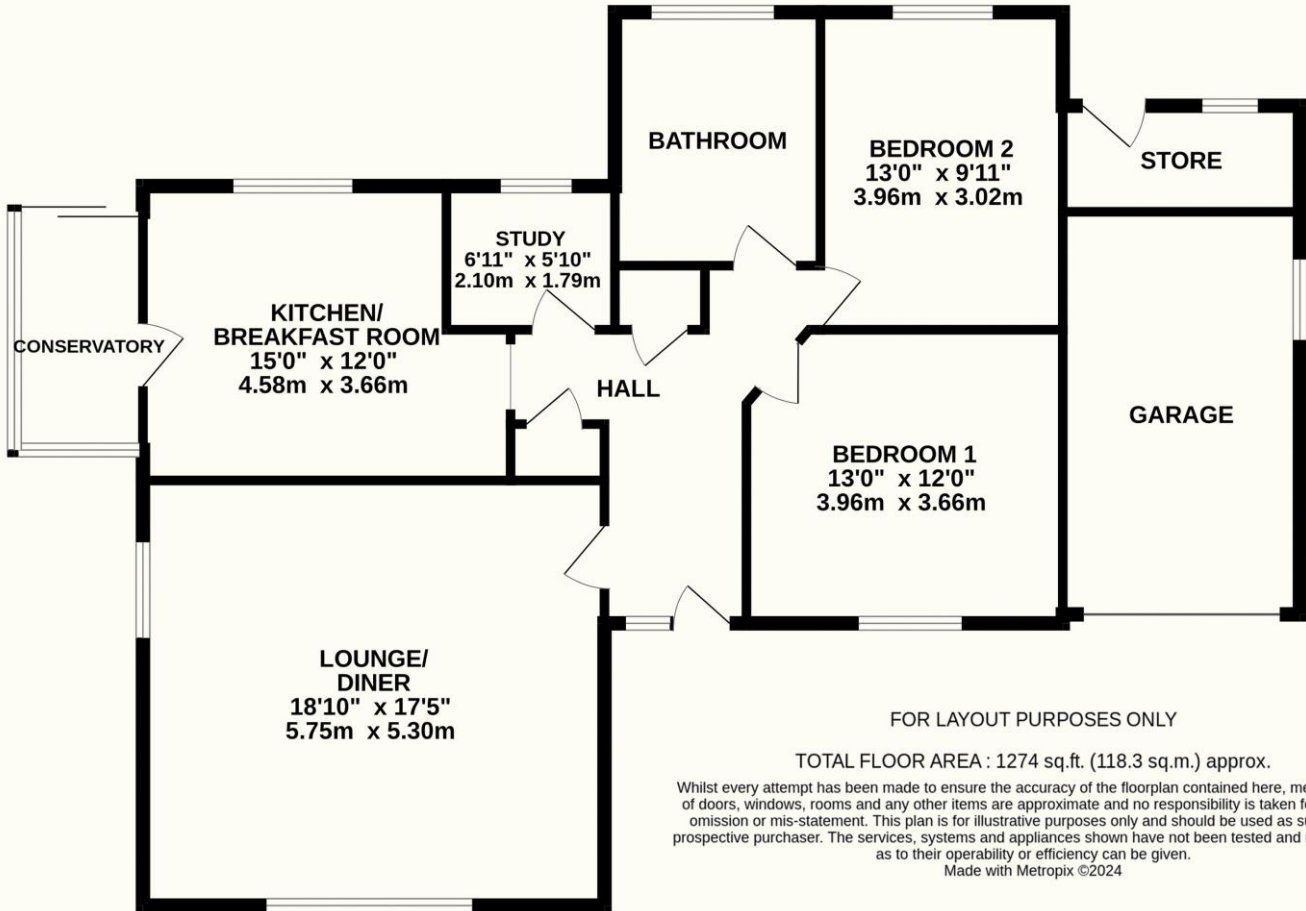 BATHROOM
BEDROOM 2
13'0" x 9'11"
3.96m x 3.02m
STORE
STUDY
6'11" x 5'10"
2.10m x 1.79m
KITCHEN/
BREAKFAST ROOM
15'0" x 12'0"
4.58m x 3.66m
CONSERVATORY
HALL
GARAGE
BEDROOM 1
13'0" x 12'0"
3.96m x 3.66m
LOUNGE/
DINER
18'10" x 17'5"
5.75m x 5.30m
FOR LAYOUT PURPOSES ONLY
TOTAL FLOOR AREA : 1274 sq.ft. (118.3 sq.m.) approx.
Whilst every attempt has been made to ensure the accuracy of the floorplan contained here,
of doors, windows, rooms and any other items are approximate and no responsibility is taken
omission or mis-statement. This plan is for illustrative purposes only and should be used as
prospective purchaser. The services, systems and appliances shown have not been tested and
as to their operability or efficiency can be given.
Made with Metropix ©2024